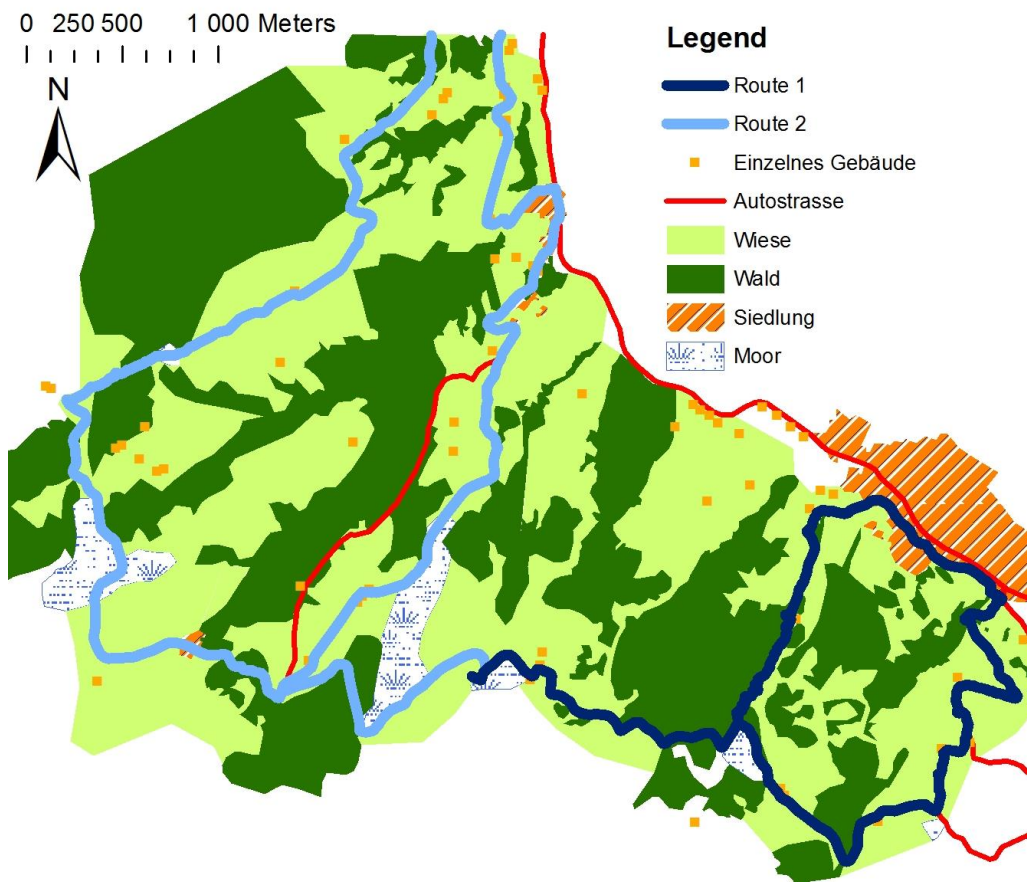 0 250 500 1 000 Meters
N
Legend
Route 1
Route 2
Einzelnes Gebäude
Autostrasse
Wiese
Wald
Siedlung
Moor